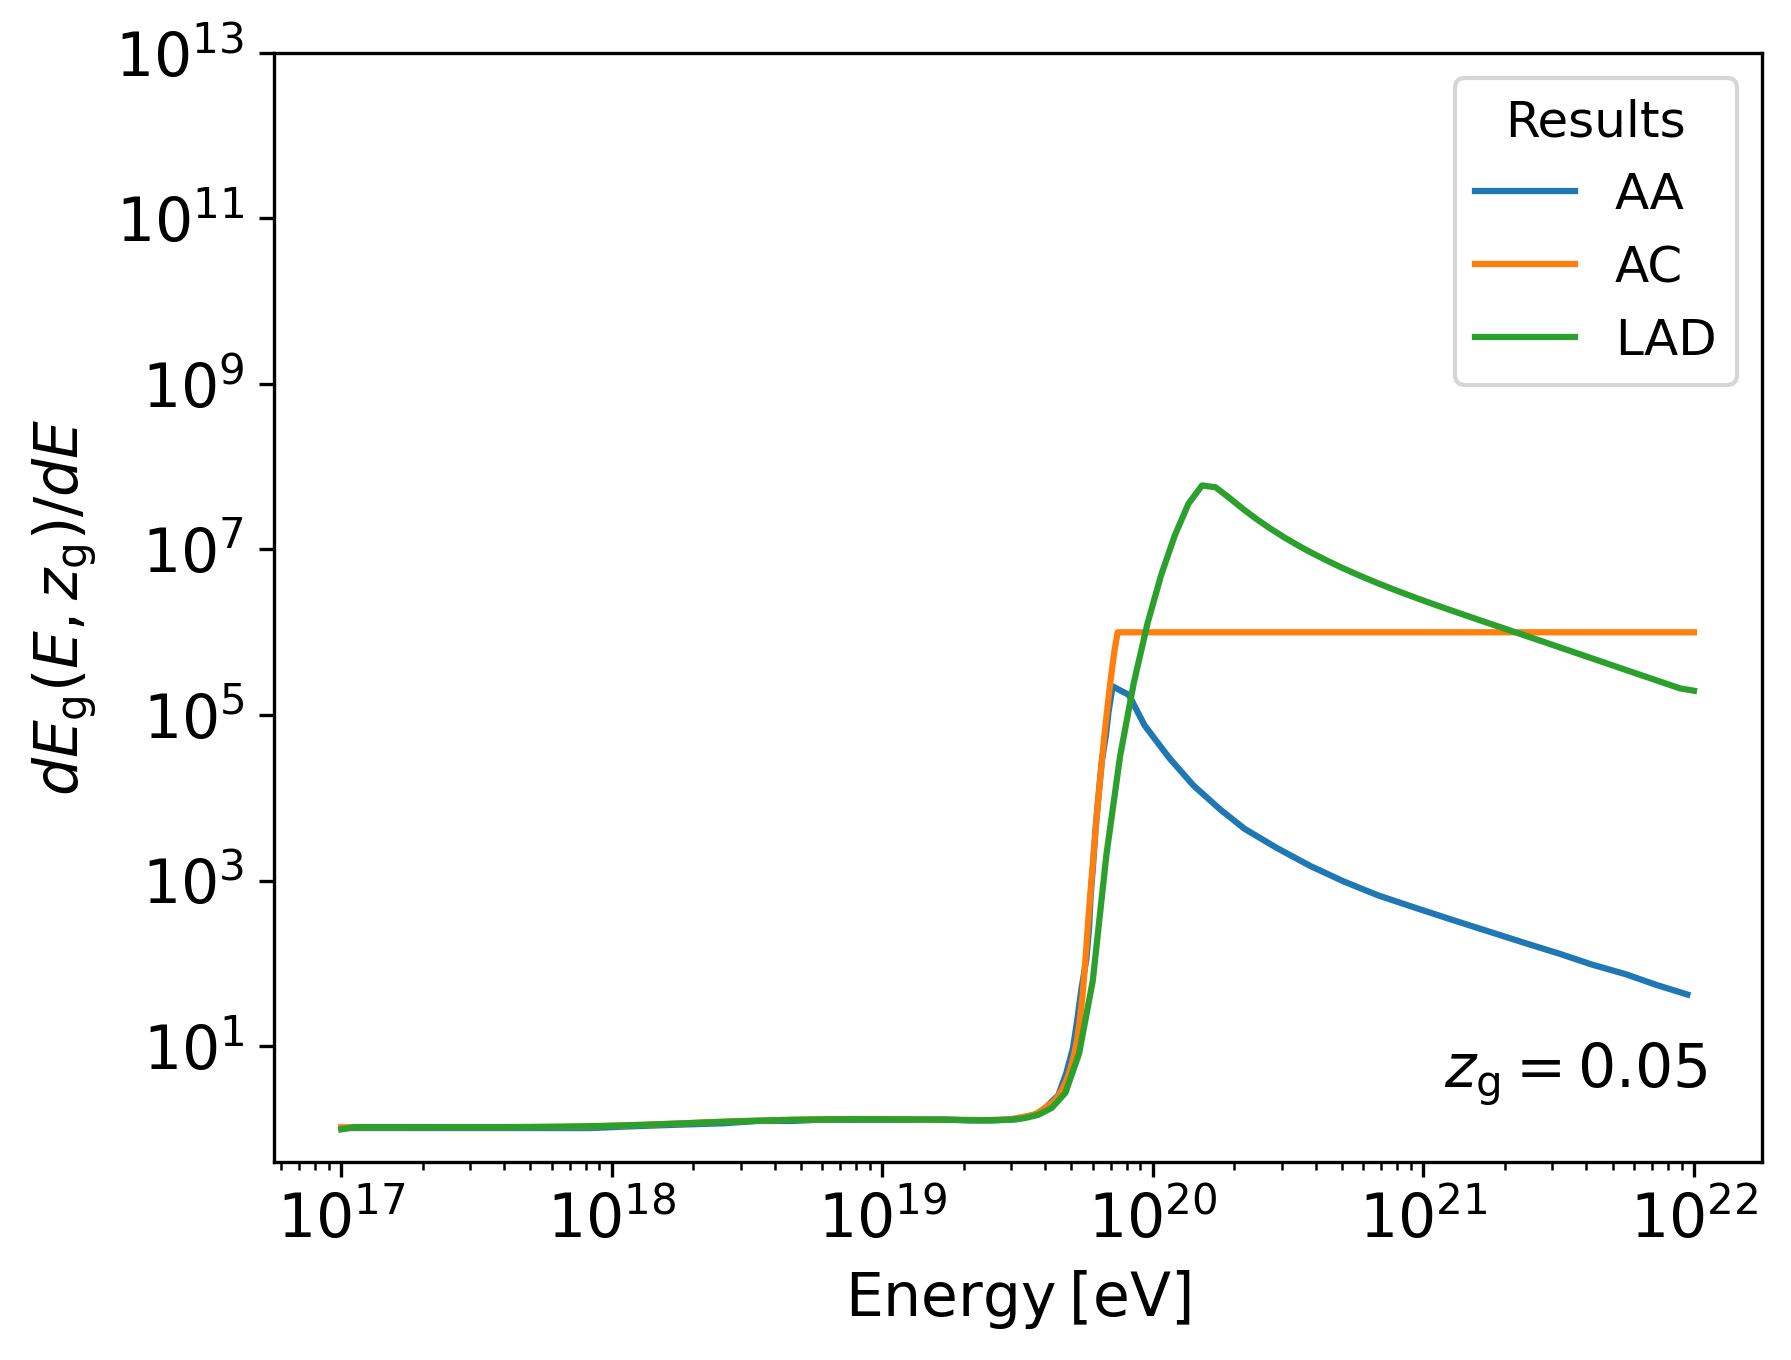 10^13
10^11
10^9
10^7
10^5
10^3
10^1
dE_g(E, z_g)/dE
Results
AA
AC
LAD
z_g = 0.05
10^17 10^18 10^19 10^20 10^21 10^22
Energy [eV]